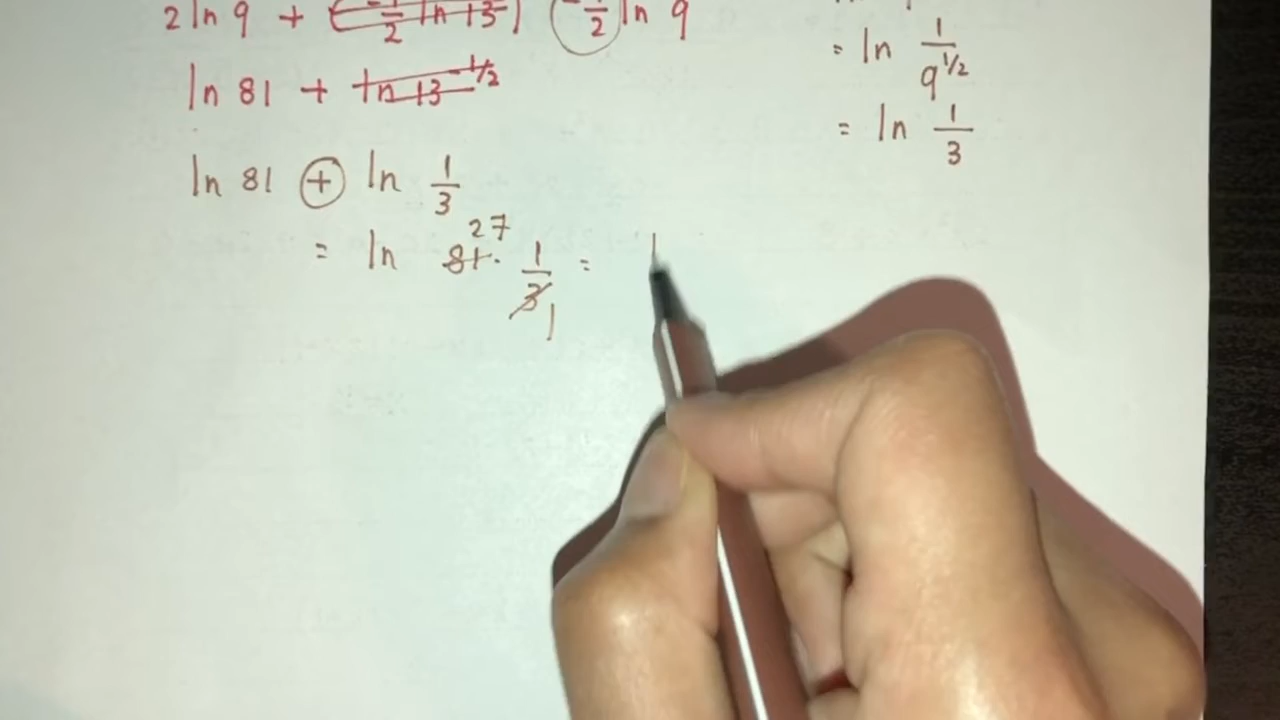 2 ln 9 + (-1/2 ln 13) -1/2 ln 9
ln 81 + ln 13^-1/2
ln 81 + ln 1/3
= ln 81 · 1/3 =
27
1
= ln 1/9^1/2
= ln 1/3